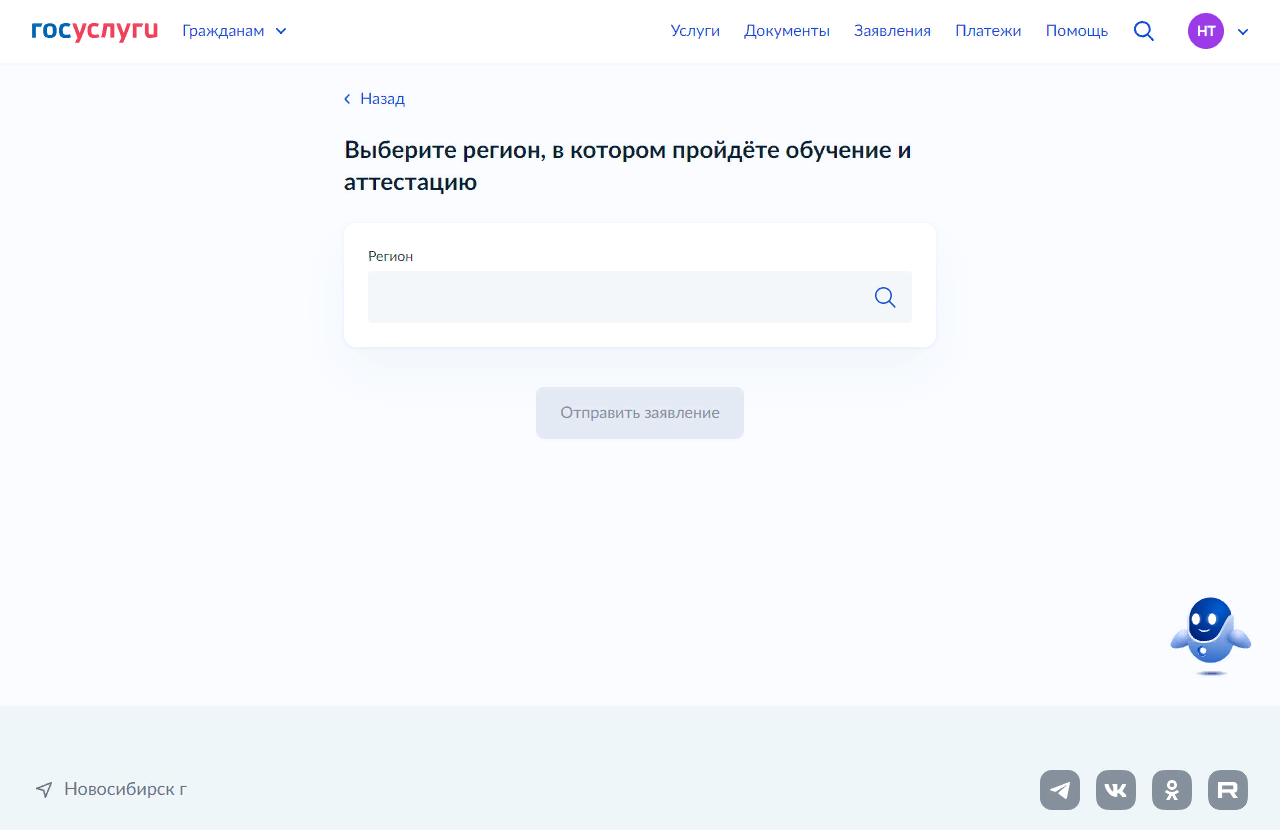 госуслуги Гражданам Услуги Документы Заявления Платежи Помощь НТ
Назад
Выберите регион, в котором пройдёте обучение и
аттестацию
Регион
Отправить заявление
Новосибирск г